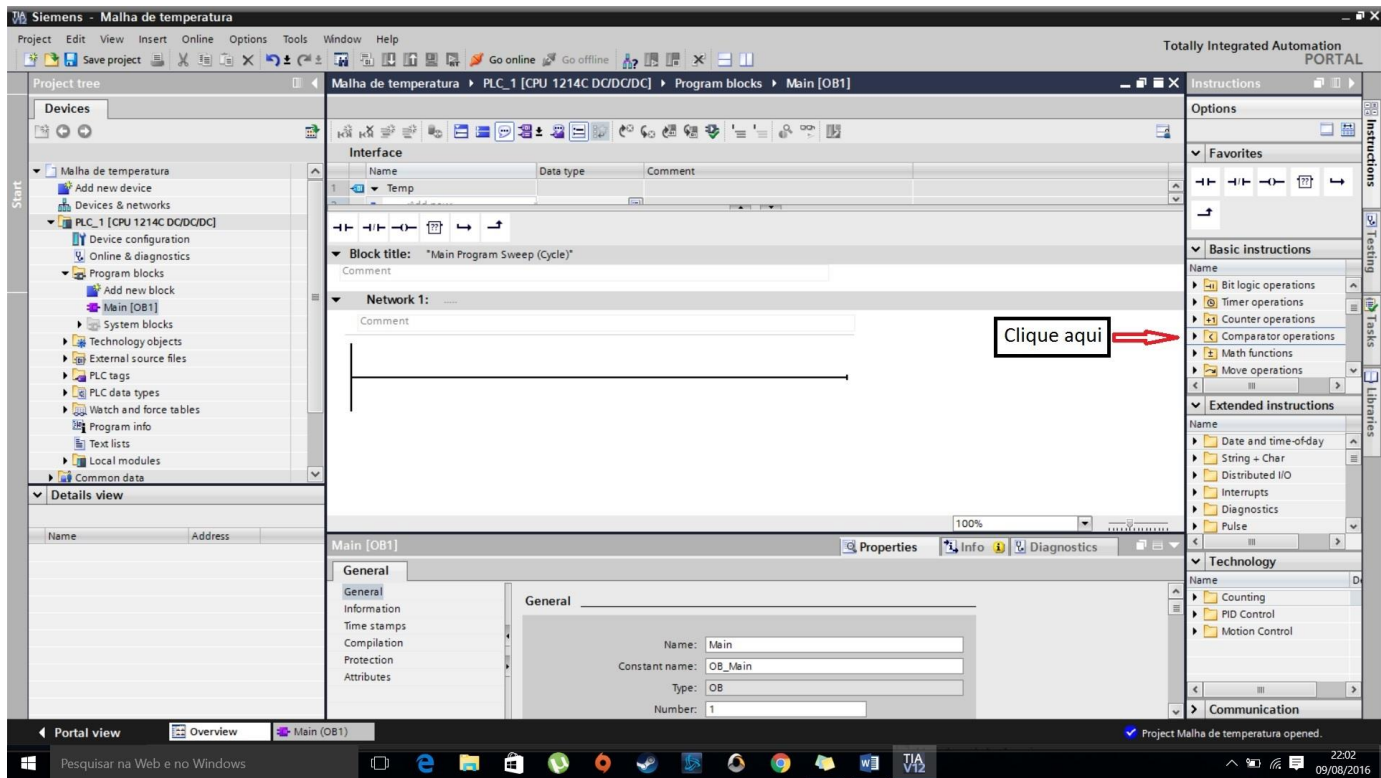 Siemens - Malha de temperatura
Project Edit View Insert Online Options Tools Window Help
Totally Integrated Automation
PORTAL
Save project
Go online
Go offline
Project tree
Devices
Start
Malha de temperatura
Add new device
Devices & networks
PLC_1 [CPU 1214C DC/DC/DC]
Device configuration
Online & diagnostics
Program blocks
Add new block
Main [OB1]
System blocks
Technology objects
External source files
PLC tags
PLC data types
Watch and force tables
Program info
Text lists
Local modules
Common data
Details view
Name Address
Malha de temperatura PLC_1 [CPU 1214C DC/DC/DC] Program blocks Main [OB1]
Interface
Name Data type Comment
1 Temp
Block title: "Main Program Sweep (Cycle)"
Comment
Network 1: .....
Comment
Clique aqui
100%
Main [OB1]
Properties Info Diagnostics
General
General
Information
Time stamps
Compilation
Protection
Attributes
General
Name: Main
Constant name: OB_Main
Type: OB
Number: 1
Instructions
Options
Favorites
??
Basic instructions
Name
Bit logic operations
Timer operations
Counter operations
Comparator operations
Math functions
Move operations
Extended instructions
Name
Date and time-of-day
String + Char
Distributed I/O
Interrupts
Diagnostics
Pulse
Technology
Name
Counting
PID Control
Motion Control
Communication
Instructions
Testing
Tasks
Libraries
Portal view Overview Main (OB1)
Project Malha de temperatura opened.
Pesquisar na Web e no Windows
TIA
V12
22:02
09/08/2016